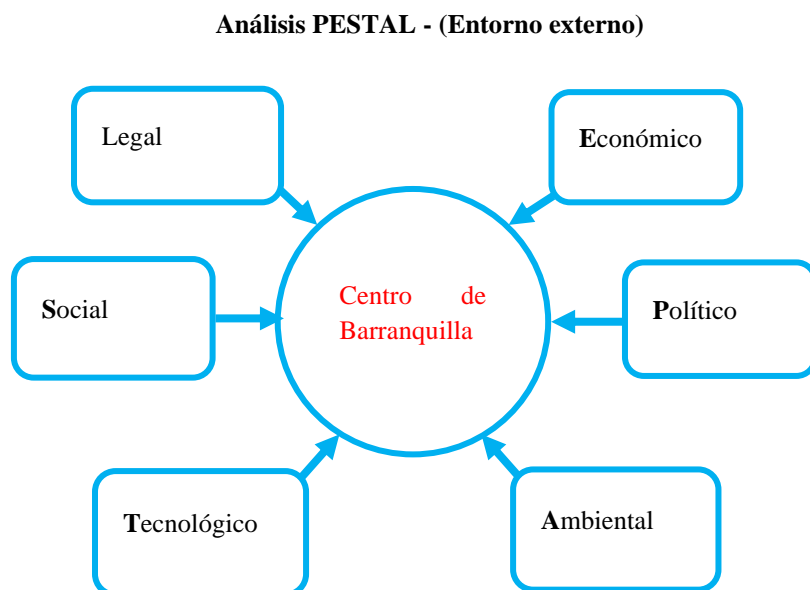 Análisis PESTAL - (Entorno externo)
Legal
Económico
Social
Centro de
Barranquilla
Político
Tecnológico
Ambiental